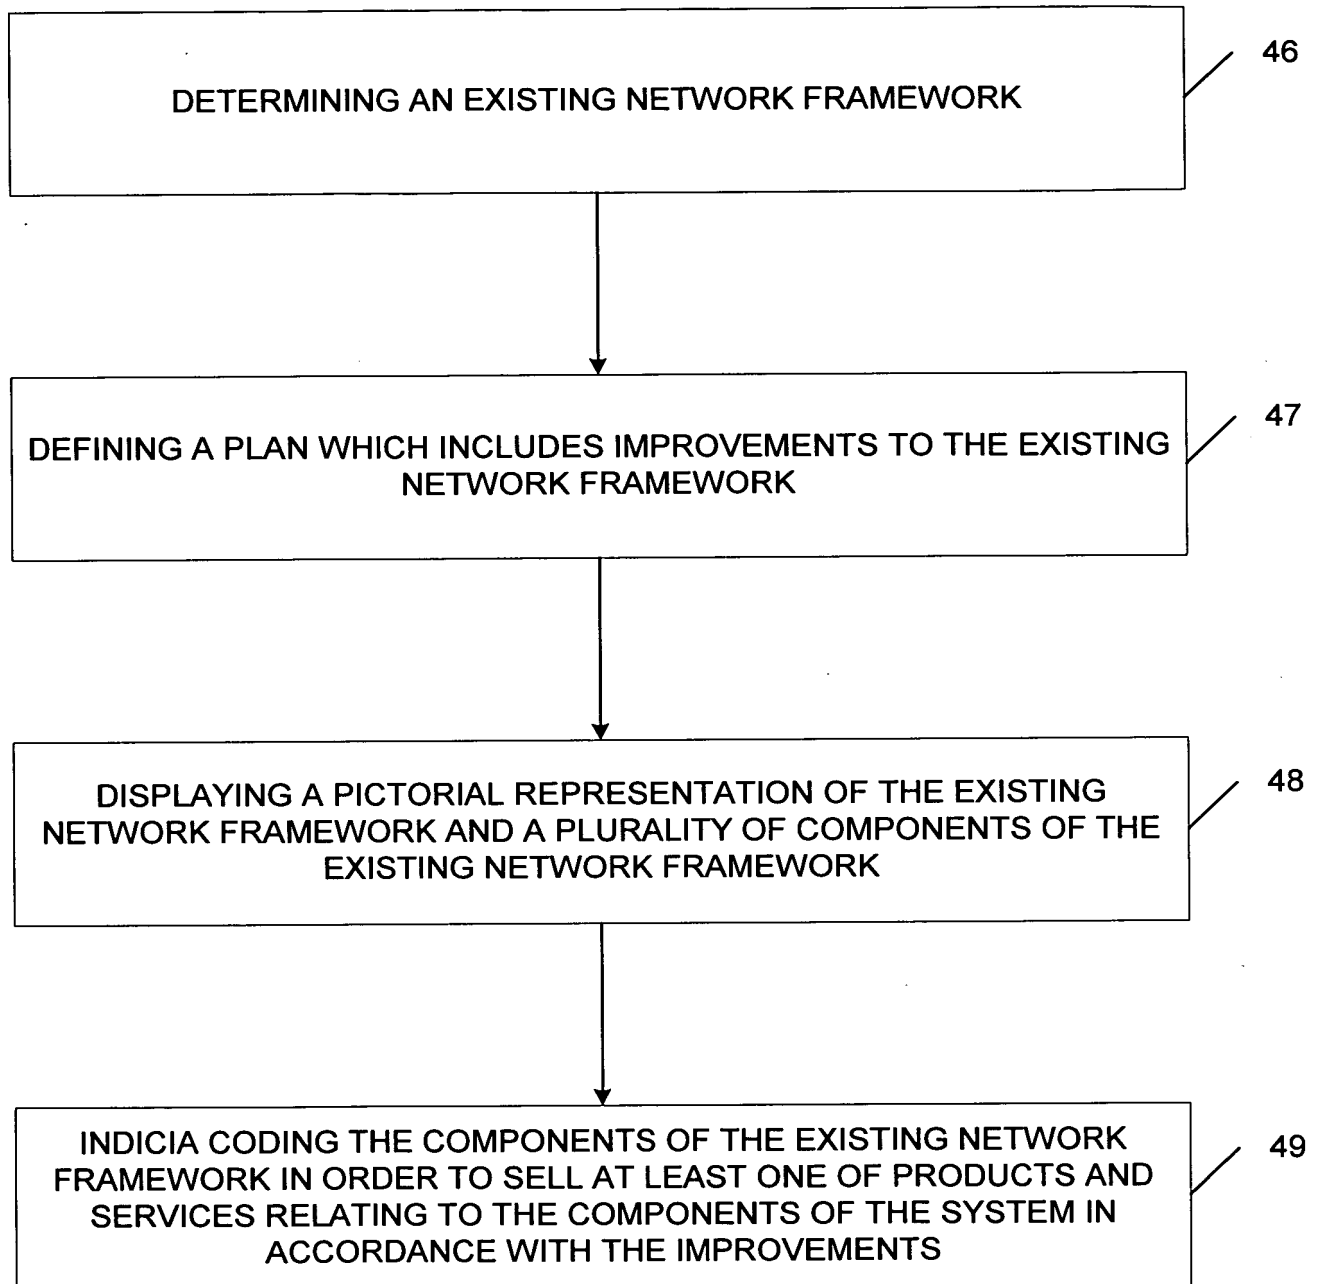 DETERMINING AN EXISTING NETWORK FRAMEWORK
46
DEFINING A PLAN WHICH INCLUDES IMPROVEMENTS TO THE EXISTING
NETWORK FRAMEWORK
47
DISPLAYING A PICTORIAL REPRESENTATION OF THE EXISTING
NETWORK FRAMEWORK AND A PLURALITY OF COMPONENTS OF THE
EXISTING NETWORK FRAMEWORK
48
INDICIA CODING THE COMPONENTS OF THE EXISTING NETWORK
FRAMEWORK IN ORDER TO SELL AT LEAST ONE OF PRODUCTS AND
SERVICES RELATING TO THE COMPONENTS OF THE SYSTEM IN
ACCORDANCE WITH THE IMPROVEMENTS
49